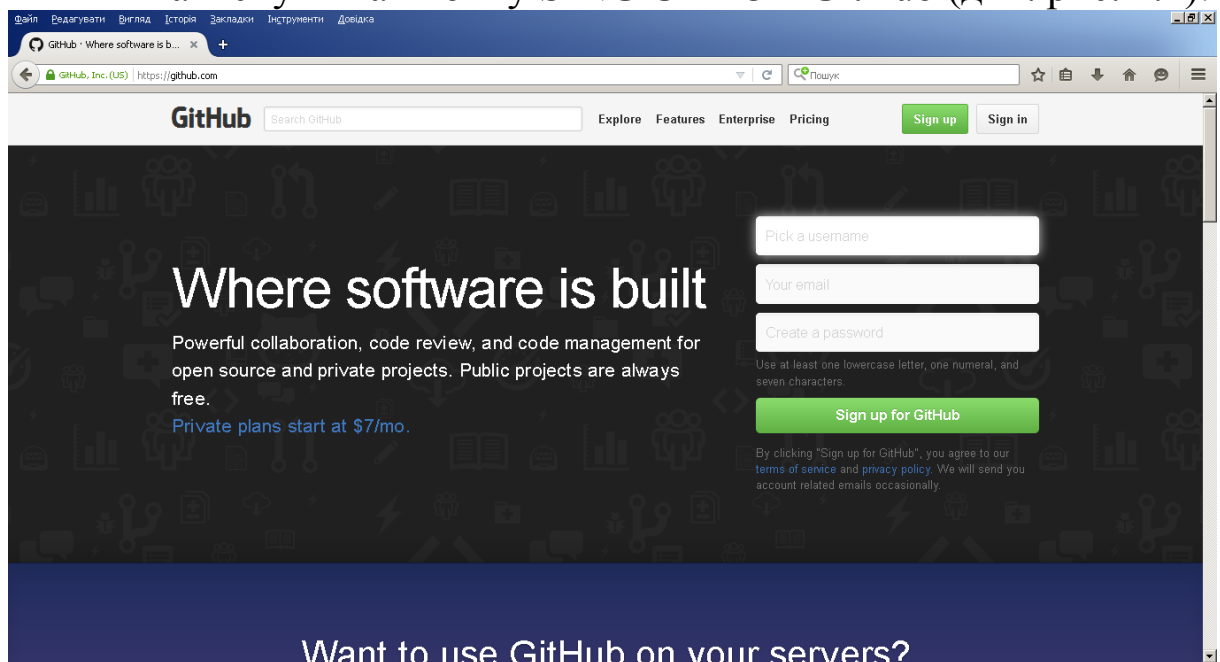 Файл Редагувати Вигляд Історія Закладки Інструменти Довідка
GitHub · Where software is b... × +
GitHub, Inc. (US) https://github.com Пошук
GitHub Search GitHub Explore Features Enterprise Pricing Sign up Sign in
Pick a username
Where software is built
Your email
Create a password
Powerful collaboration, code review, and code management for
open source and private projects. Public projects are always
free.
Private plans start at $7/mo.
Use at least one lowercase letter, one numeral, and
seven characters.
Sign up for GitHub
By clicking "Sign up for GitHub", you agree to our
terms of service and privacy policy. We will send you
account related emails occasionally.
Want to use GitHub on your servers?